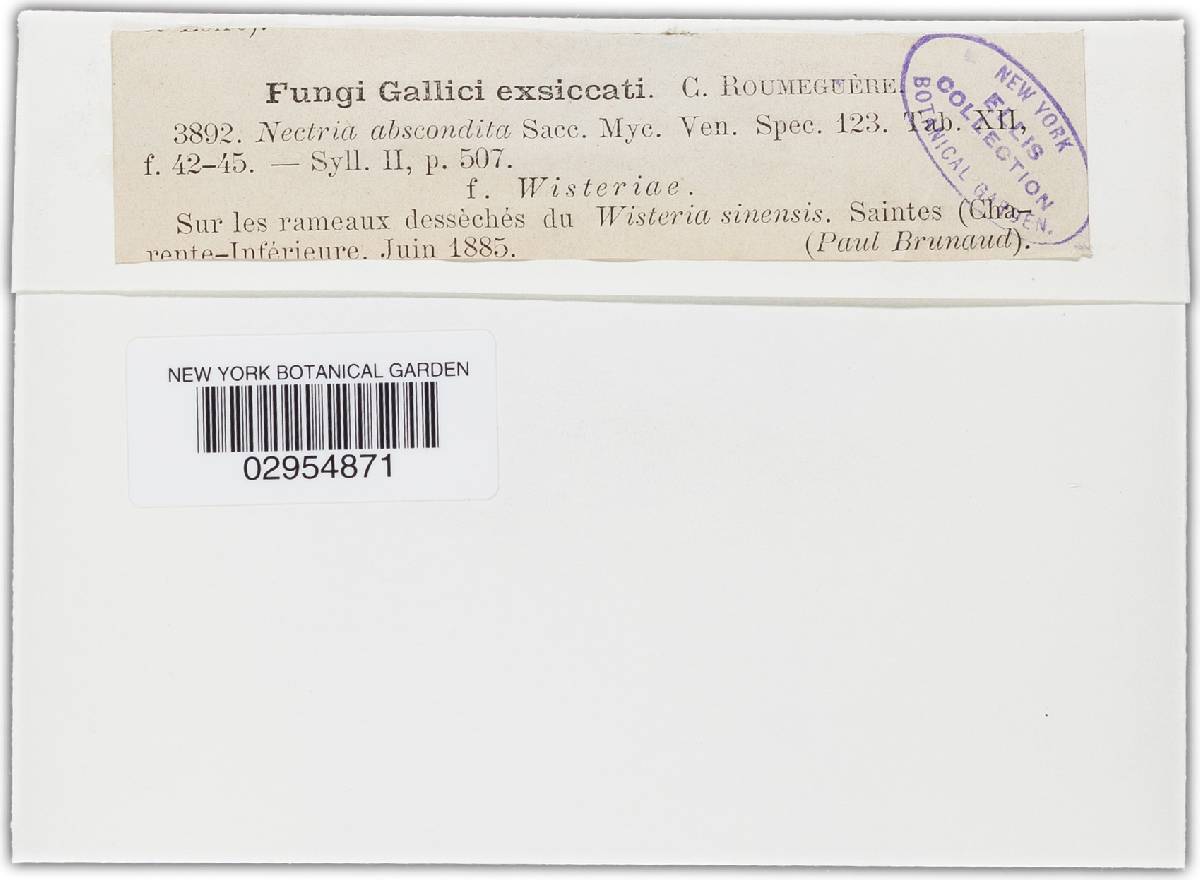 Fungi Gallici exsiccati. C. ROUMEGUÈRE.
3892. Nectria abscondita Sacc. Myc. Ven. Spec. 123. Tab. XII,
f. 42-45. — Syll. II, p. 507.
f. Wisteriae.
Sur les rameaux dessèchés du Wisteria sinensis. Saintes (Cha-
rente-Inférieure. Juin 1885. (Paul Brunaud).
NEW YORK
ELLIS
COLLECTION
BOTANICAL GARDEN.
NEW YORK BOTANICAL GARDEN
02954871